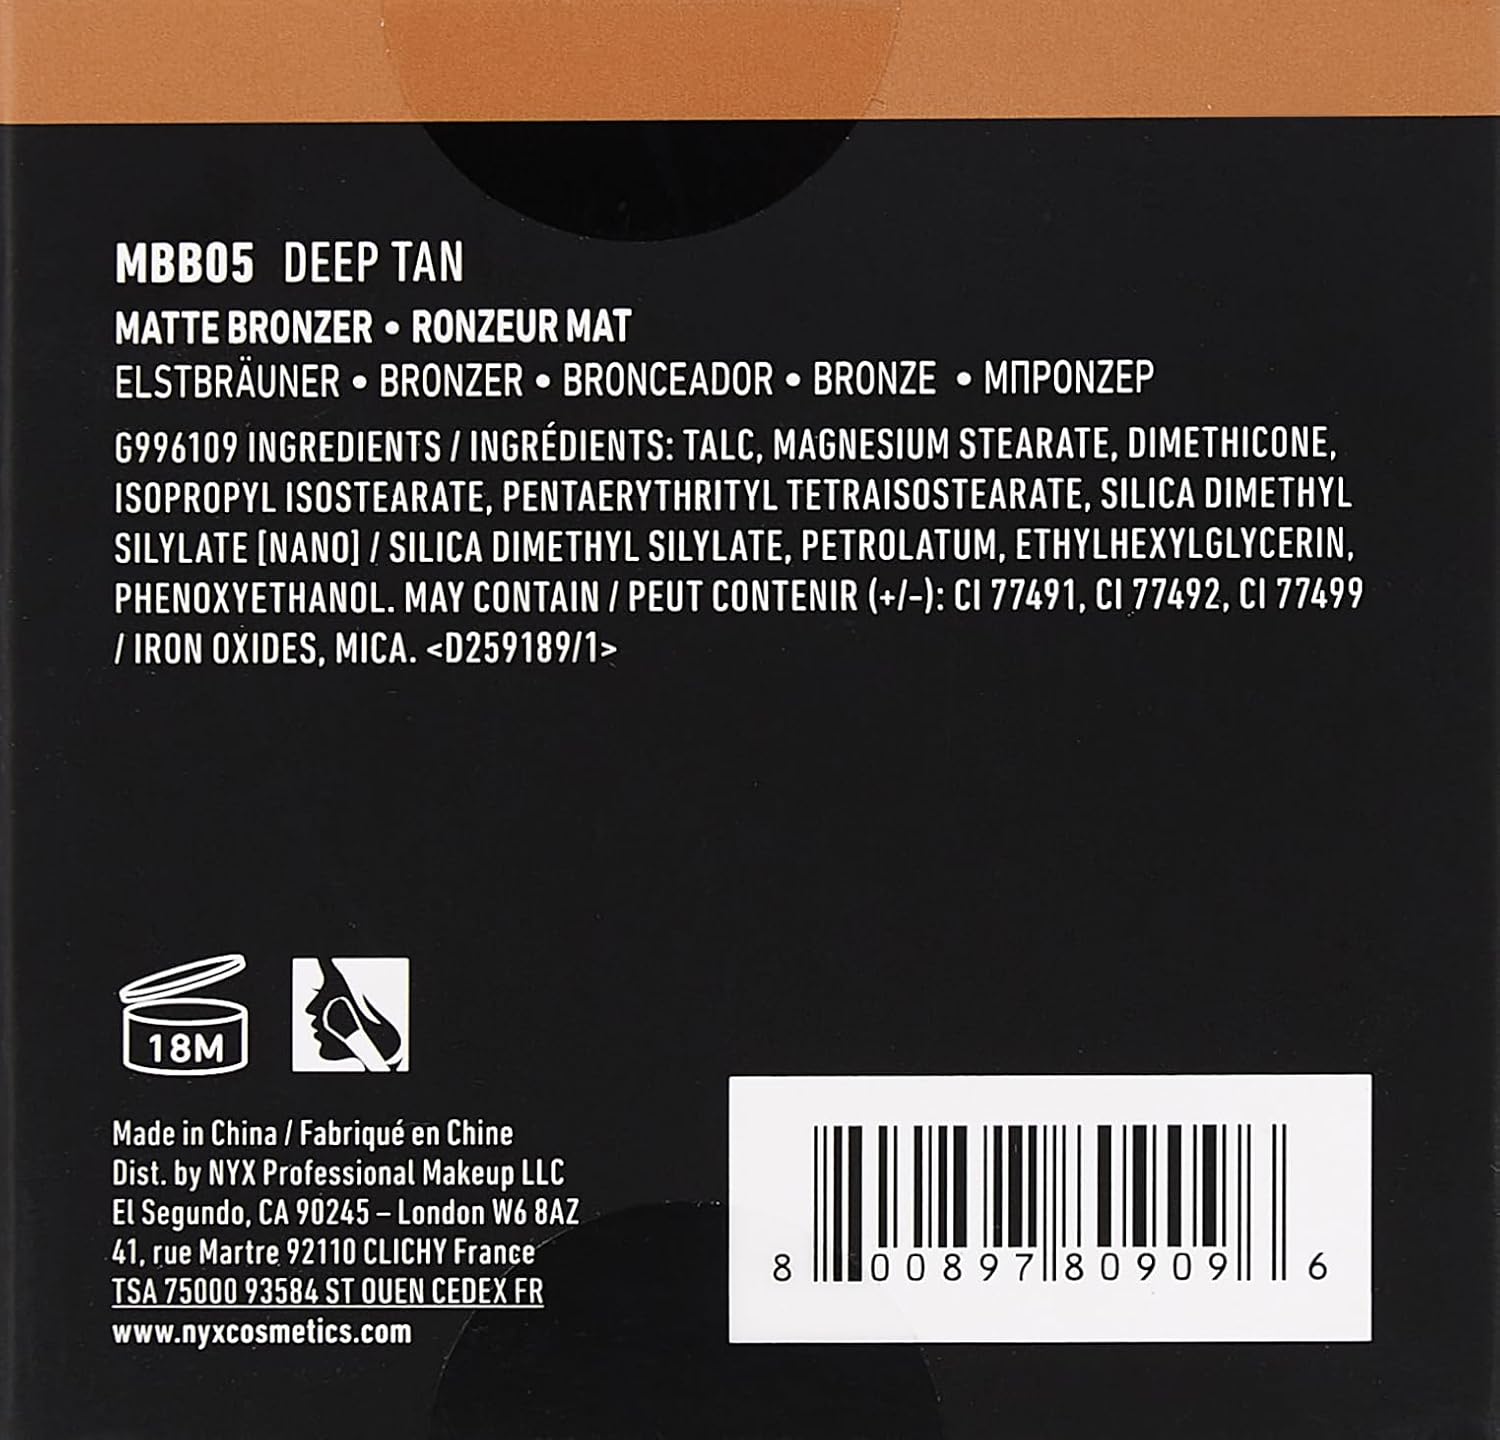 MBB05 DEEP TAN
MATTE BRONZER • RONZEUR MAT
ELSTBRÄUNER • BRONZER • BRONCEADOR • BRONZE • ΜΠΡΟΝΖΕΡ
G996109 INGREDIENTS / INGRÉDIENTS: TALC, MAGNESIUM STEARATE, DIMETHICONE,
ISOPROPYL ISOSTEARATE, PENTAERYTHRITYL TETRAISOSTEARATE, SILICA DIMETHYL
SILYLATE [NANO] / SILICA DIMETHYL SILYLATE, PETROLATUM, ETHYLHEXYLGLYCERIN,
PHENOXYETHANOL. MAY CONTAIN / PEUT CONTENIR (+/-): CI 77491, CI 77492, CI 77499
/ IRON OXIDES, MICA. <D259189/1>
18M
Made in China / Fabriqué en Chine
Dist. by NYX Professional Makeup LLC
El Segundo, CA 90245 – London W6 8AZ
41, rue Martre 92110 CLICHY France
TSA 75000 93584 ST OUEN CEDEX FR
www.nyxcosmetics.com
8 00897 80909 6